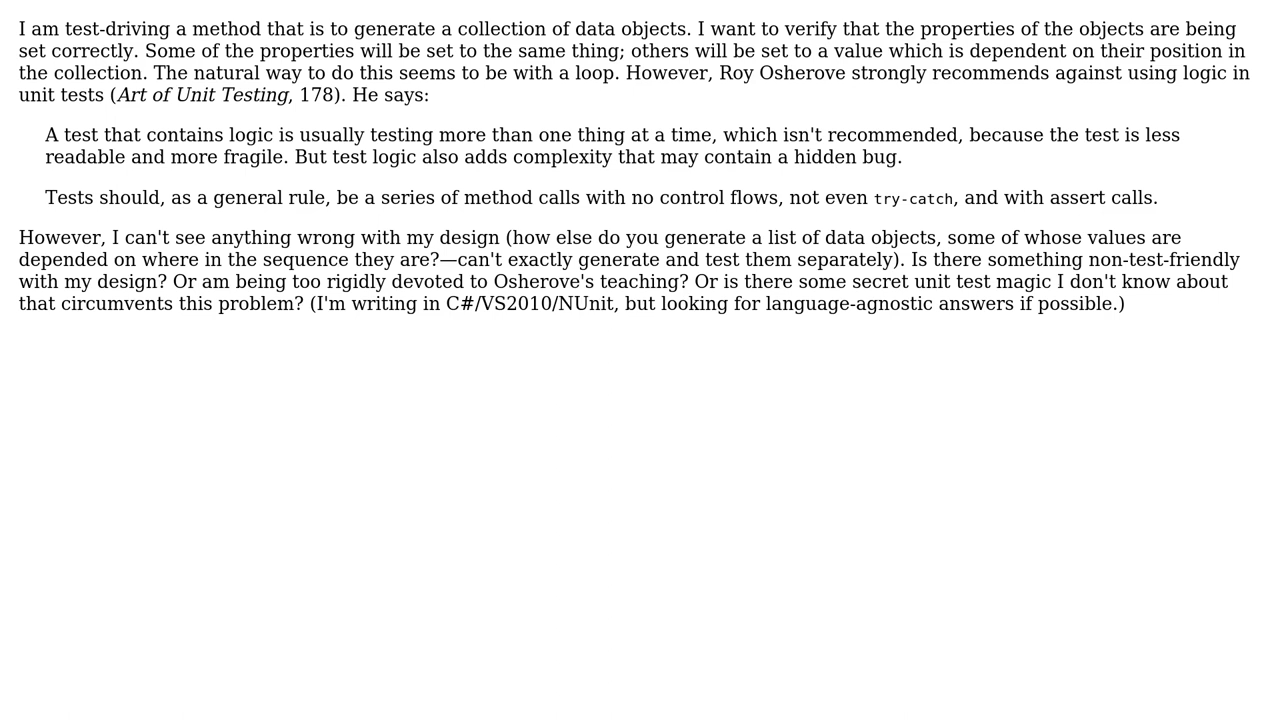 I am test-driving a method that is to generate a collection of data objects. I want to verify that the properties of the objects are being
set correctly. Some of the properties will be set to the same thing; others will be set to a value which is dependent on their position in
the collection. The natural way to do this seems to be with a loop. However, Roy Osherove strongly recommends against using logic in
unit tests (Art of Unit Testing, 178). He says:
A test that contains logic is usually testing more than one thing at a time, which isn't recommended, because the test is less
readable and more fragile. But test logic also adds complexity that may contain a hidden bug.
Tests should, as a general rule, be a series of method calls with no control flows, not even try-catch, and with assert calls.
However, I can't see anything wrong with my design (how else do you generate a list of data objects, some of whose values are
depended on where in the sequence they are?—can't exactly generate and test them separately). Is there something non-test-friendly
with my design? Or am being too rigidly devoted to Osherove's teaching? Or is there some secret unit test magic I don't know about
that circumvents this problem? (I'm writing in C#/VS2010/NUnit, but looking for language-agnostic answers if possible.)